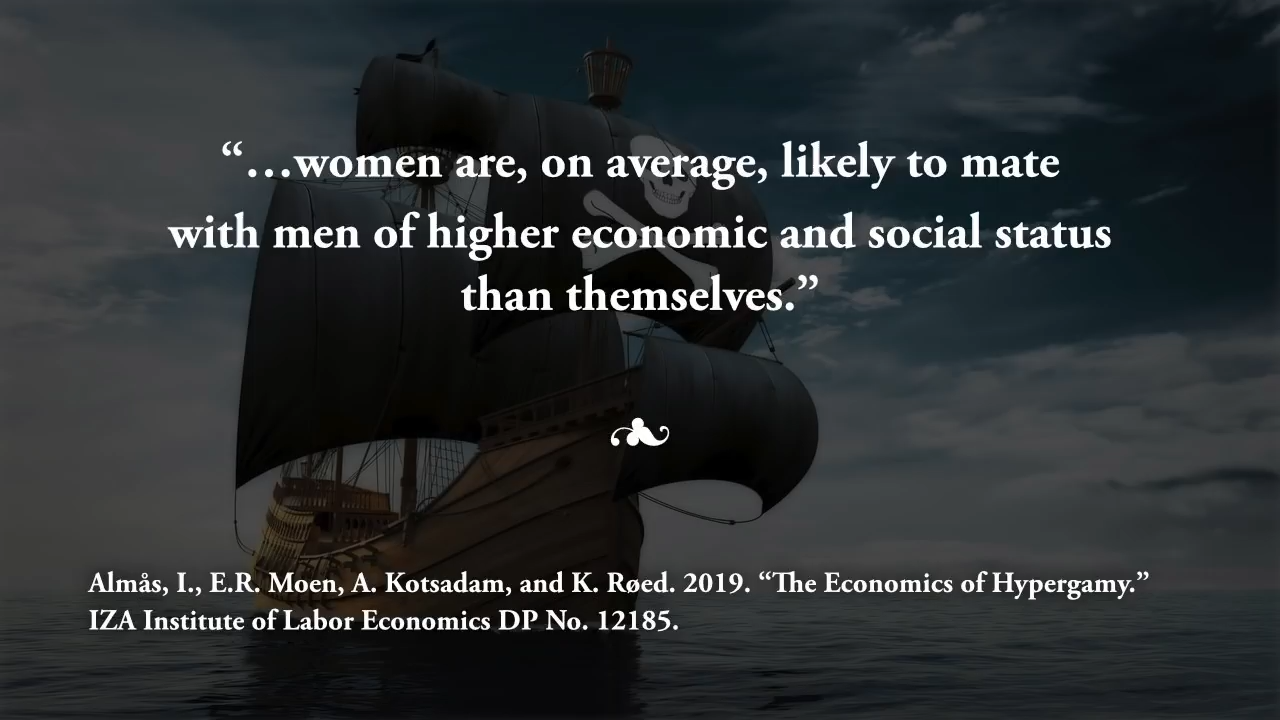 “…women are, on average, likely to mate
with men of higher economic and social status
than themselves.”
Almås, I., E.R. Moen, A. Kotsadam, and K. Røed. 2019. “The Economics of Hypergamy.”
IZA Institute of Labor Economics DP No. 12185.